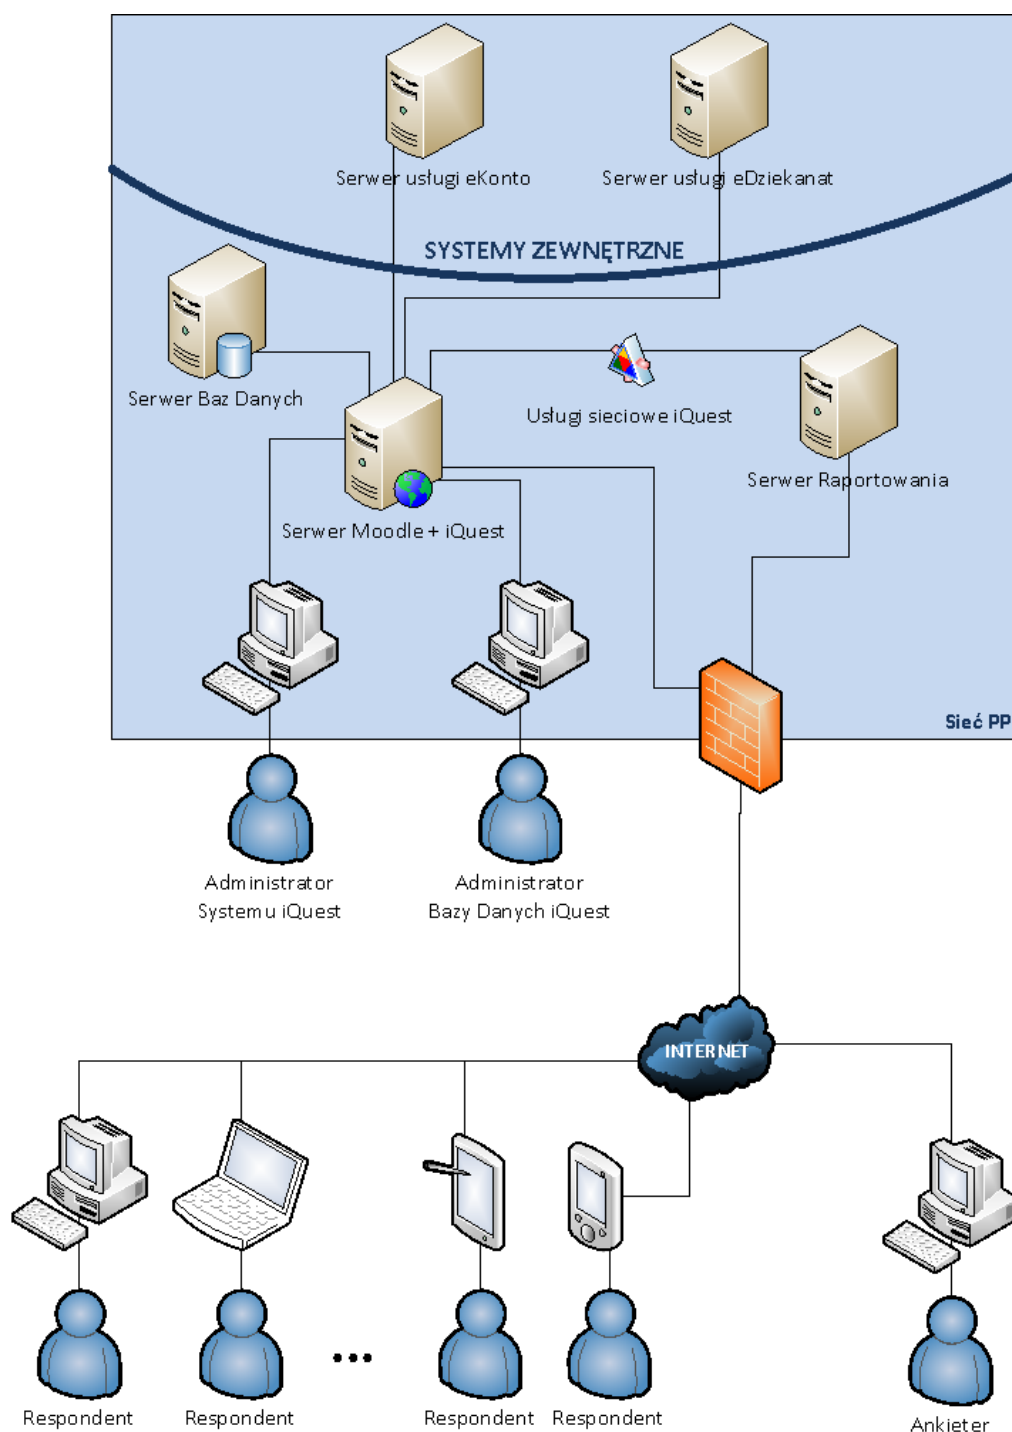 Serwer usługi eKonto
Serwer usługi eDziekanat
SYSTEMY ZEWNĘTRZNE
Serwer Baz Danych
Usługi sieciowe iQuest
Serwer Raportowania
Serwer Moodle + iQuest
Sieć PP
Administrator
Systemu iQuest
Administrator
Bazy Danych iQuest
INTERNET
Respondent
Respondent
Respondent
Respondent
Ankieter